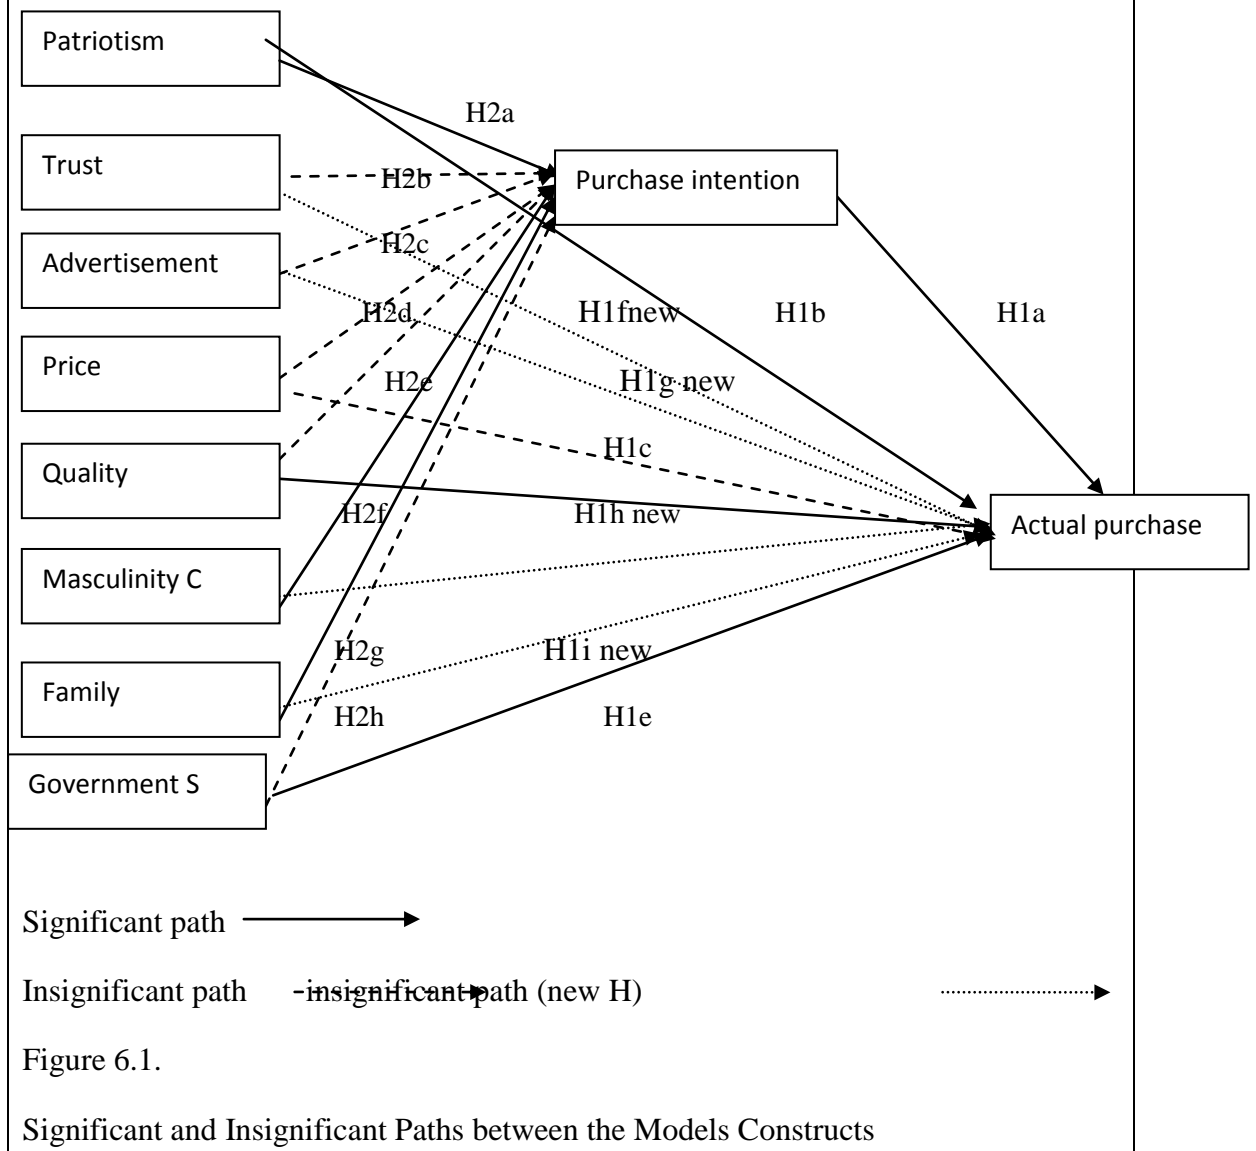 Patriotism
H2a
Trust
H2b
Purchase intention
Advertisement
H2c
H2d
H1fnew
H1b
H1a
Price
H2e
H1g new
Quality
H1c
H2f
H1h new
Actual purchase
Masculinity C
H2g
H1i new
Family
H2h
H1e
Government S
Significant path
Insignificant path insignificant path (new H)
Figure 6.1.
Significant and Insignificant Paths between the Models Constructs